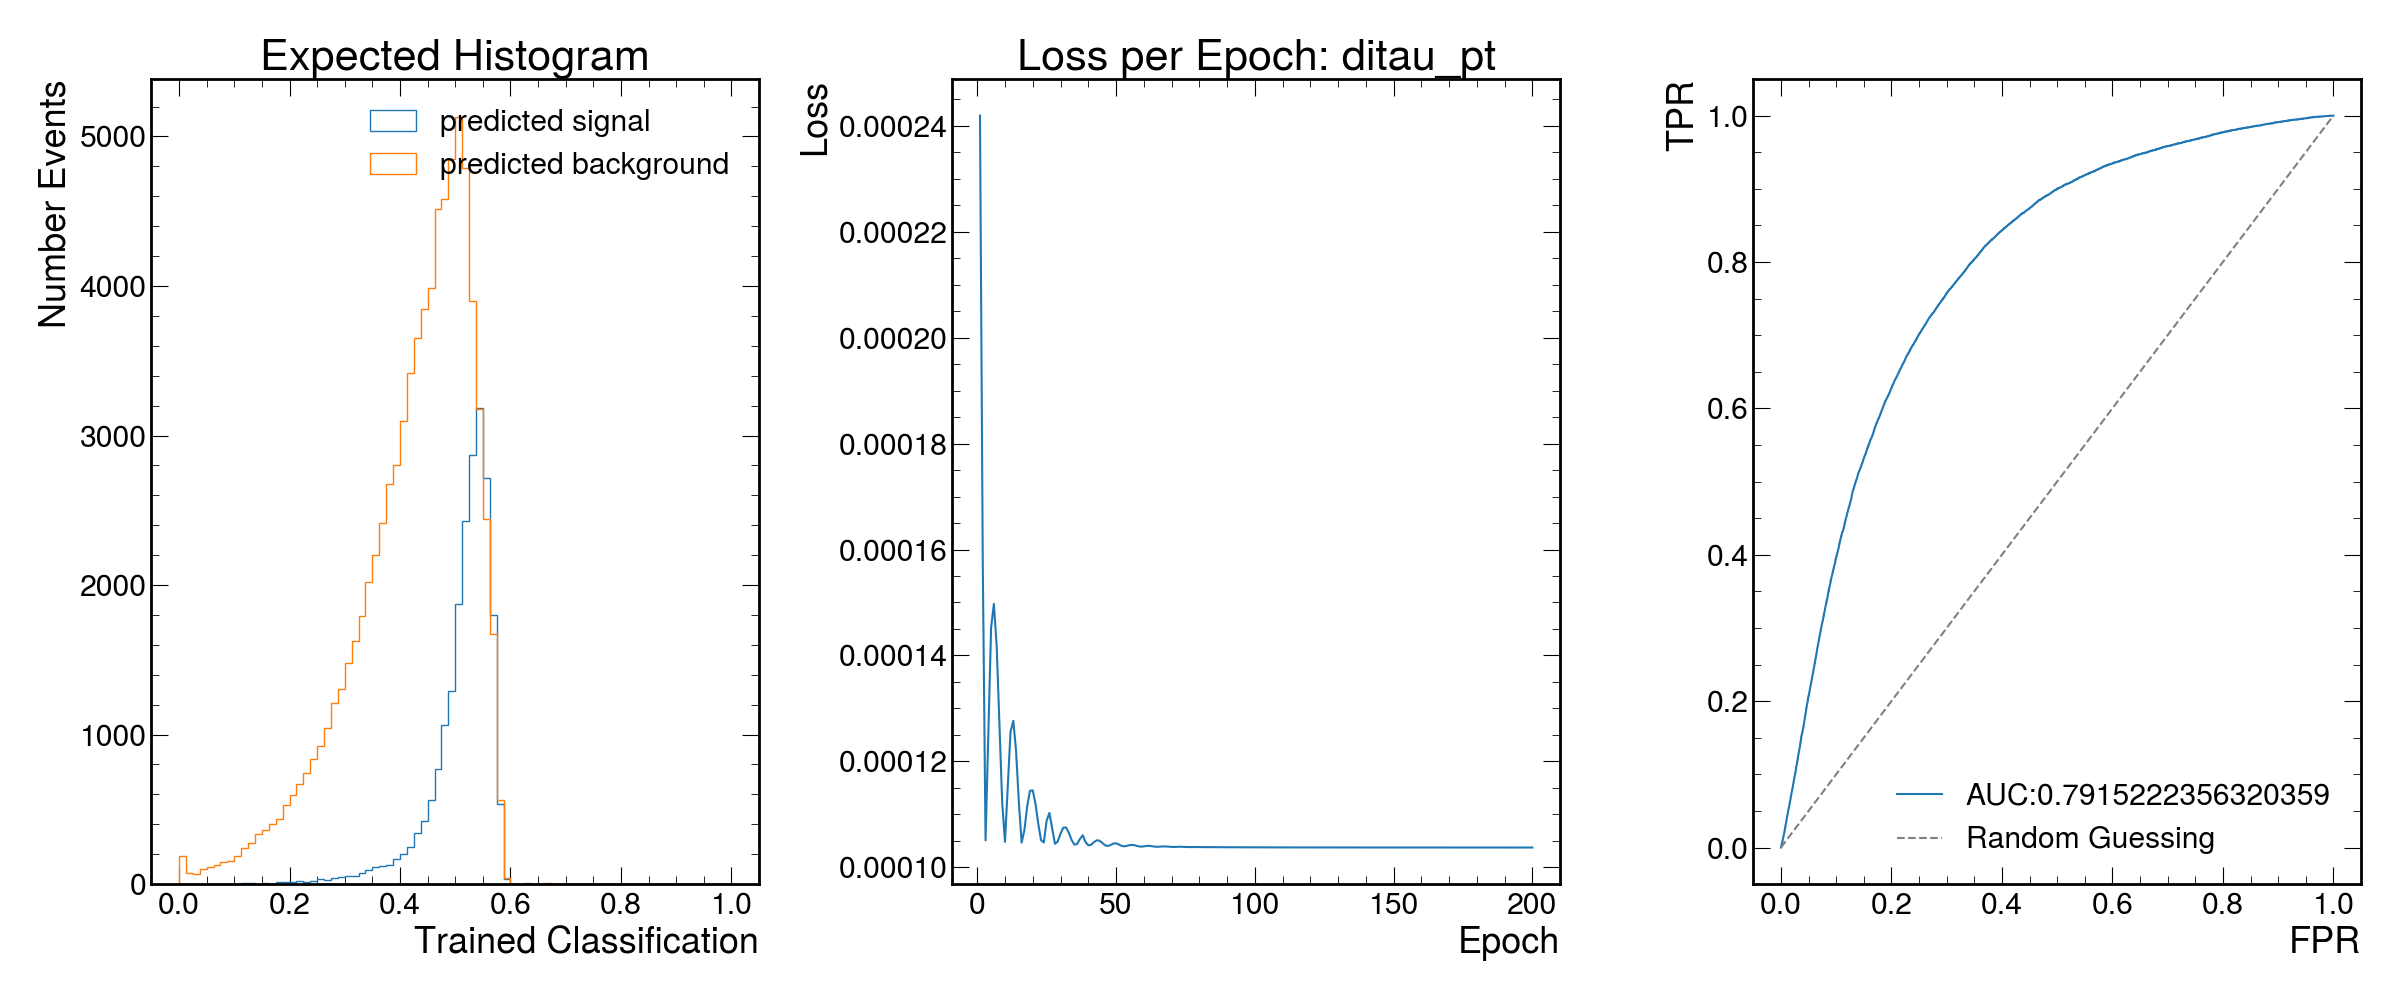 Expected Histogram
Number Events
predicted signal
predicted background
5000
4000
3000
2000
1000
0
0.0 0.2 0.4 0.6 0.8 1.0
Trained Classification
Loss per Epoch: ditau_pt
Loss
0.00024
0.00022
0.00020
0.00018
0.00016
0.00014
0.00012
0.00010
0 50 100 150 200
Epoch
TPR
1.0
0.8
0.6
0.4
0.2
0.0
AUC:0.7915222356320359
Random Guessing
0.0 0.2 0.4 0.6 0.8 1.0
FPR